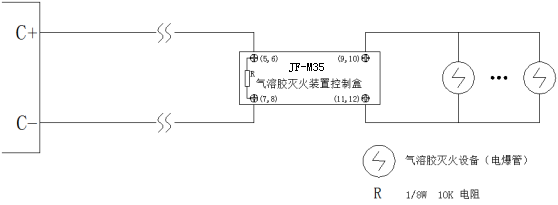 C+
(5,6)
(9,10)
JF-M35
R
气溶胶灭火装置控制盒
(7,8)
(11,12)
C-
气溶胶灭火设备（电爆管）
R 1/8W 10K 电阻